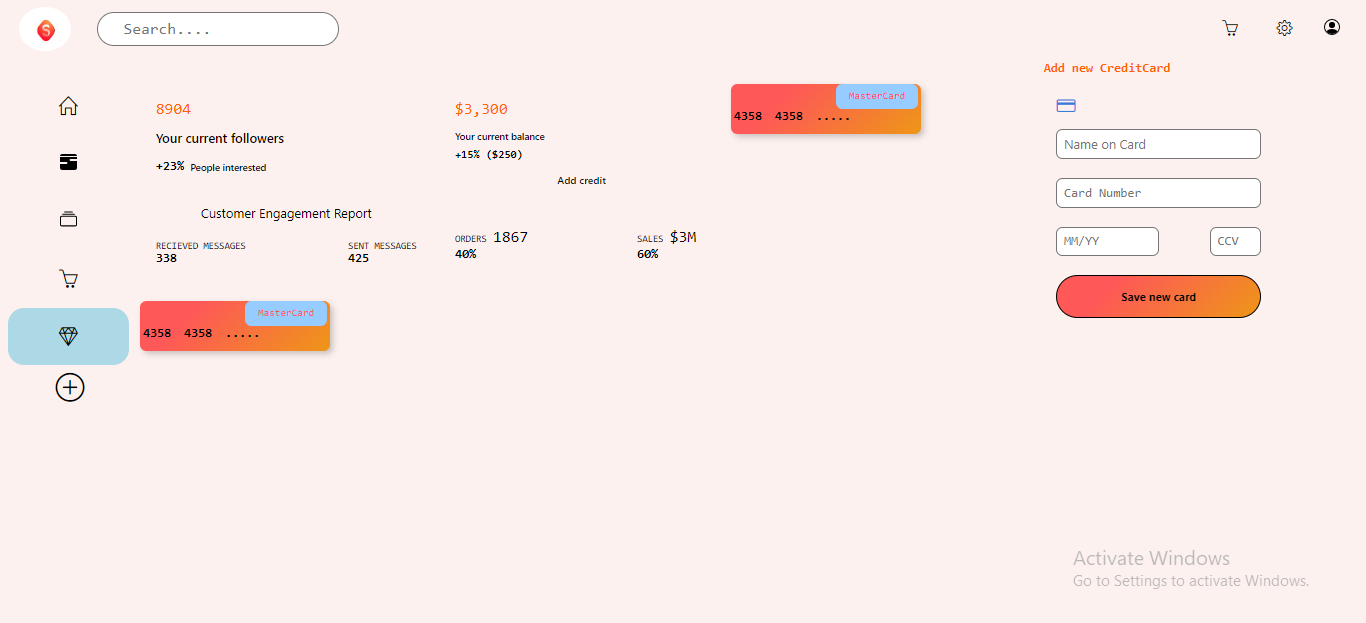 S
Search....
Add new CreditCard
8904
Your current followers
+23% People interested
$3,300
Your current balance
+15% ($250)
Add credit
MasterCard
4358 4358 .....
Name on Card
Card Number
MM/YY
CCV
Save new card
Customer Engagement Report
RECIEVED MESSAGES
338
SENT MESSAGES
425
ORDERS 1867
40%
SALES $3M
60%
MasterCard
4358 4358 .....
Activate Windows
Go to Settings to activate Windows.